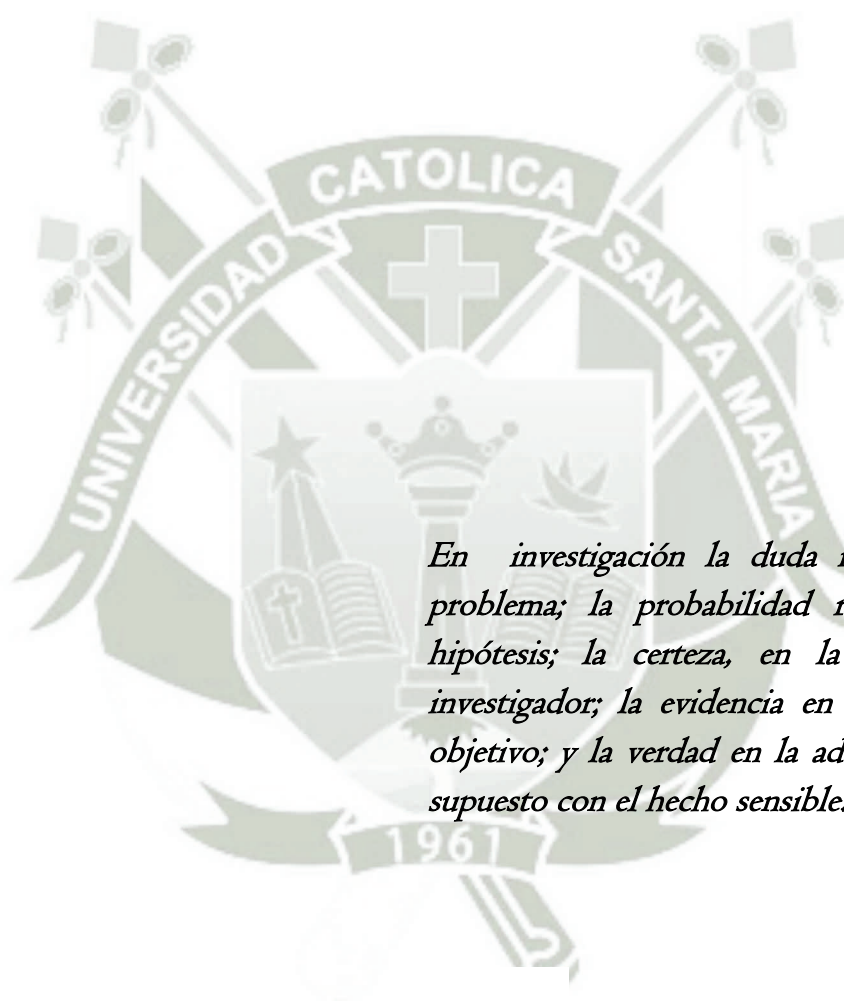 CATOLICA
UNIVERSIDAD
SANTA MARIA
En investigación la duda
problema; la probabilidad
hipótesis; la certeza, en la
investigador; la evidencia en
objetivo; y la verdad en la ad
supuesto con el hecho sensible.
1961